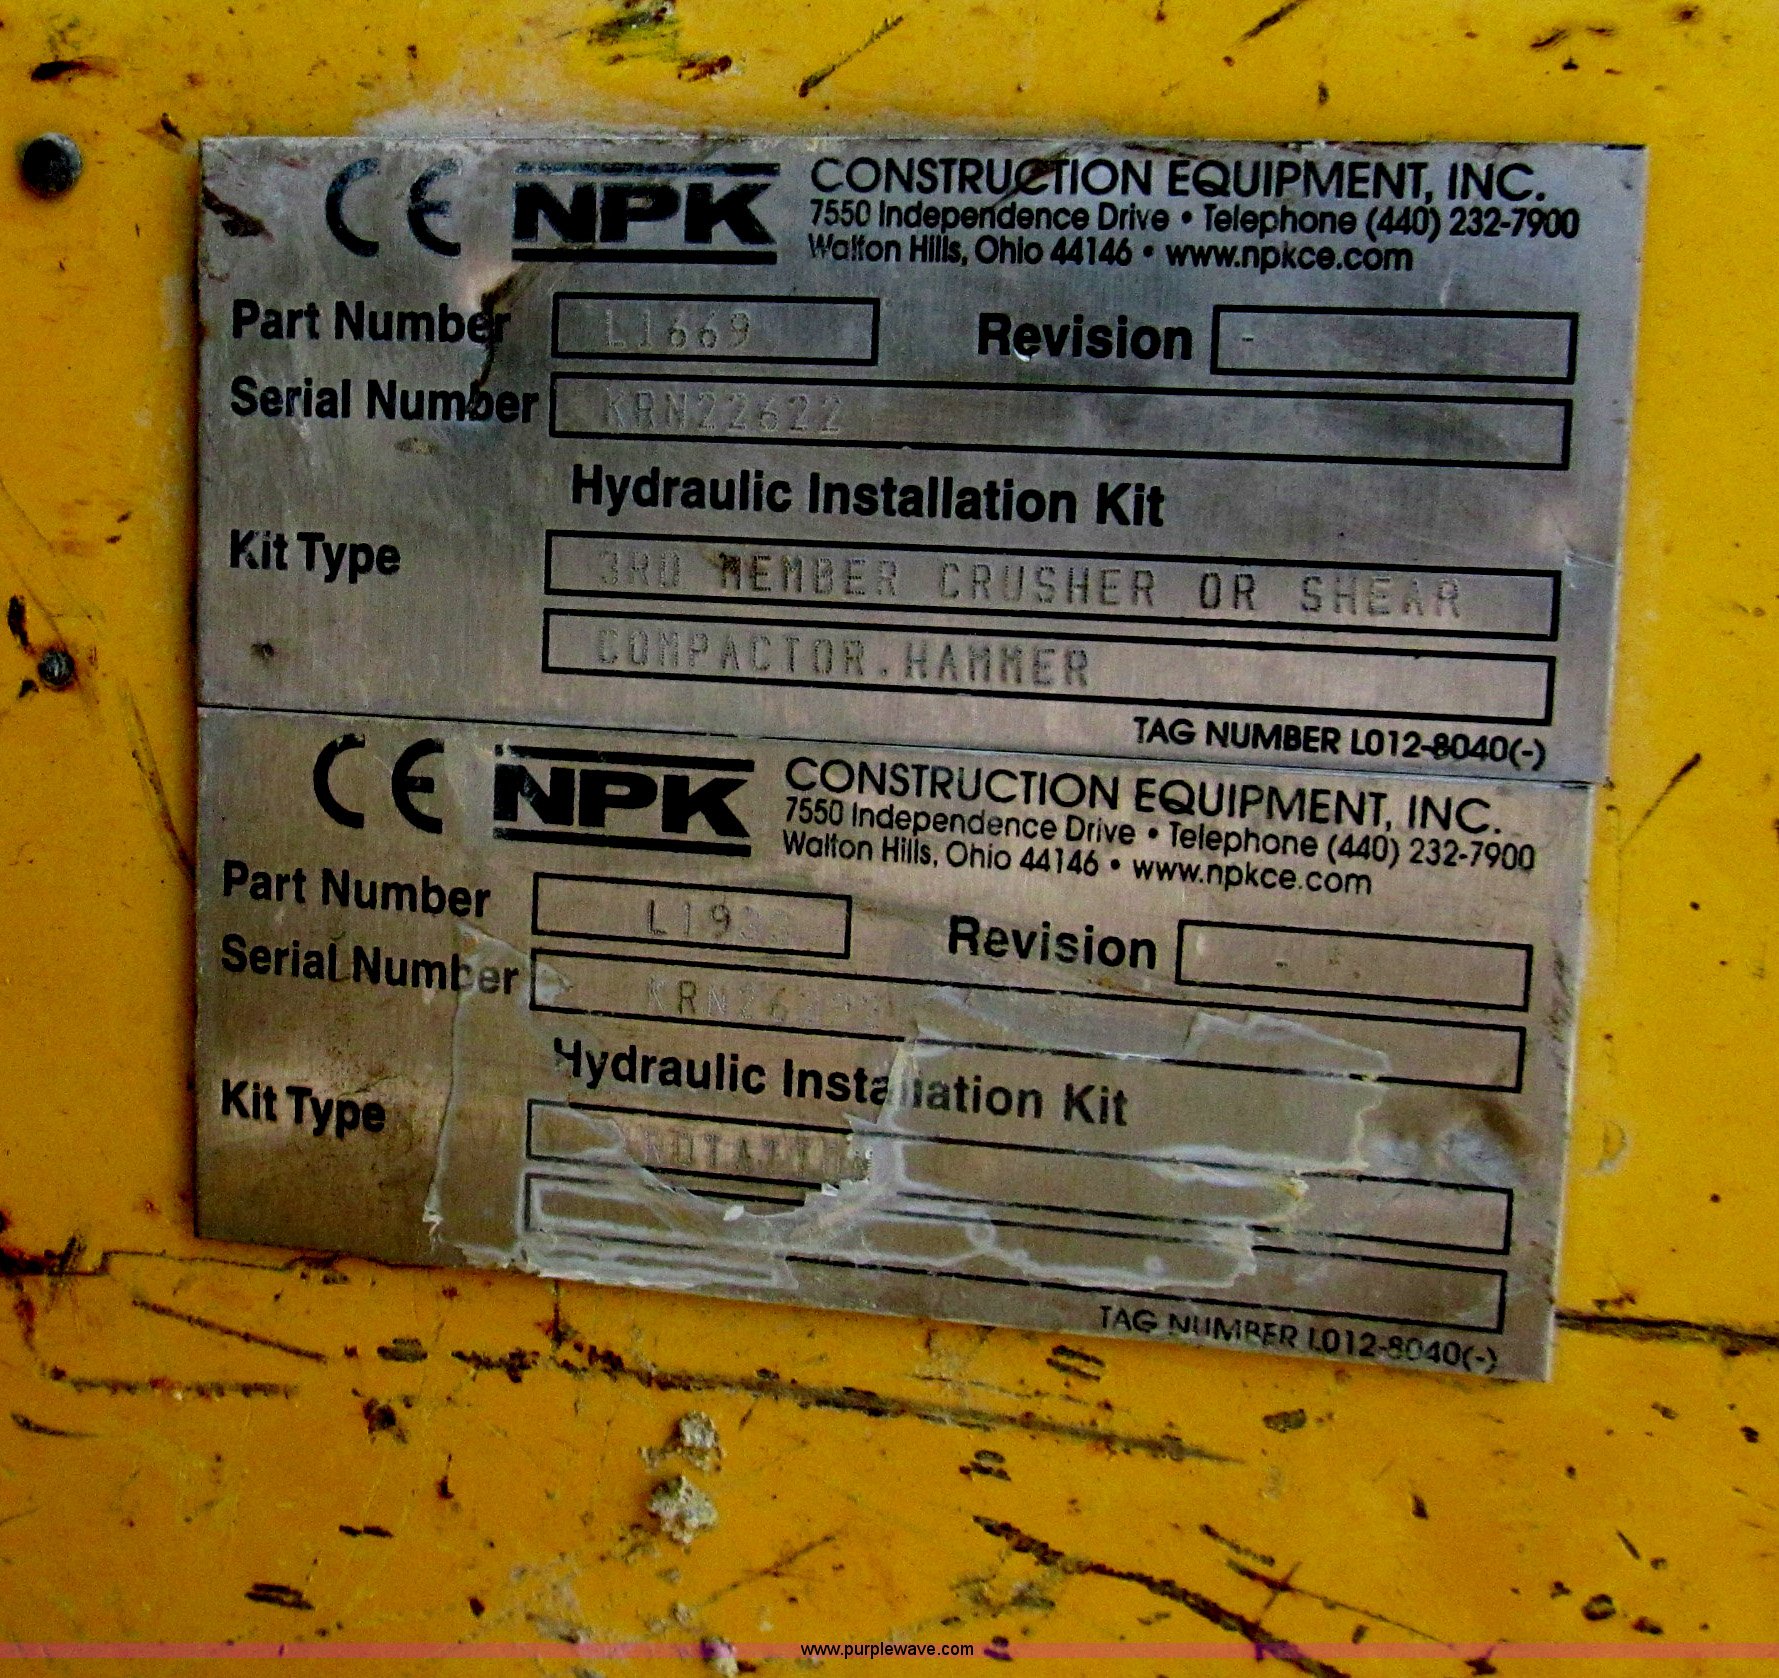 CE NPK CONSTRUCTION EQUIPMENT, INC.
7550 Independence Drive • Telephone (440) 232-7900
Walton Hills, Ohio 44146 • www.npkce.com
Part Number L1669 Revision -
Serial Number KRN22622
Hydraulic Installation Kit
Kit Type 3RD MEMBER CRUSHER OR SHEAR
COMPACTOR.HAMMER
TAG NUMBER L012-8040(-)
CE NPK CONSTRUCTION EQUIPMENT, INC.
7550 Independence Drive • Telephone (440) 232-7900
Walton Hills, Ohio 44146 • www.npkce.com
Part Number Revision -
Serial Number
Hydraulic Installation Kit
Kit Type
TAG NUMBER L012-8040(-)
www.purplewave.com